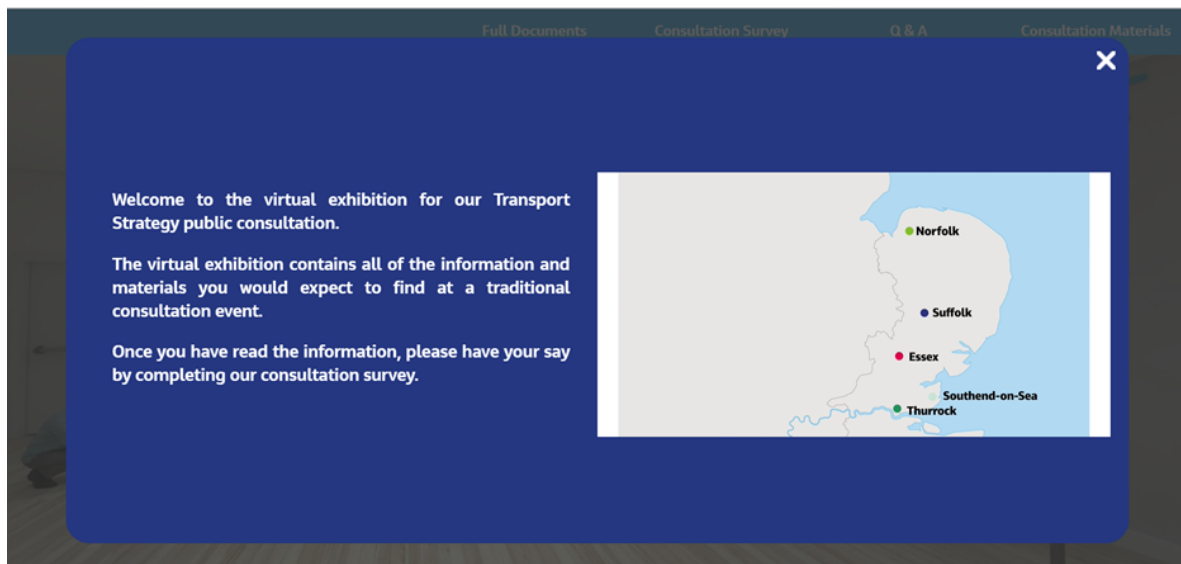 Full Documents
Consultation Survey
Q & A
Consultation Materials
Welcome to the virtual exhibition for our Transport
Strategy public consultation.
The virtual exhibition contains all of the information and
materials you would expect to find at a traditional
consultation event.
Once you have read the information, please have your say
by completing our consultation survey.
Norfolk
Suffolk
Essex
Southend-on-Sea
Thurrock